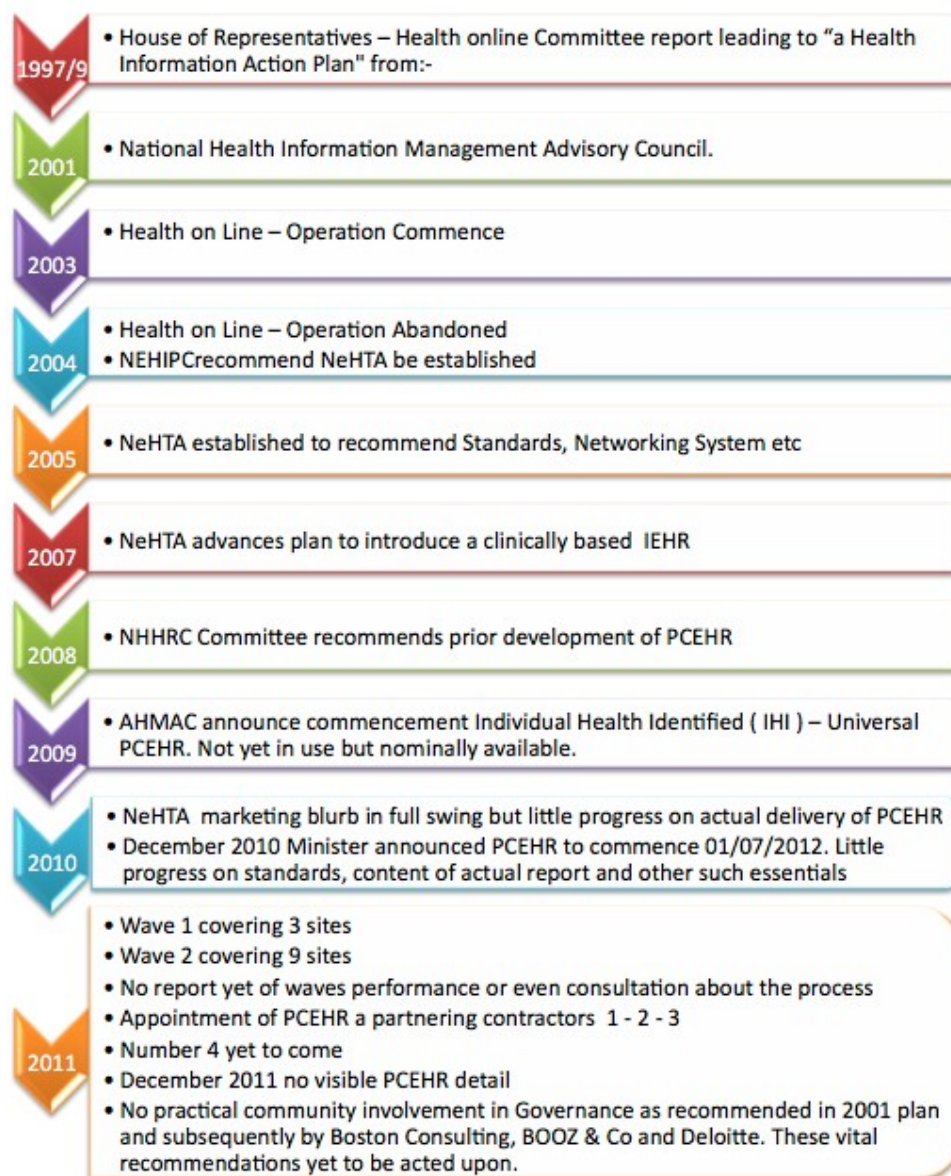 1997/9
• House of Representatives – Health online Committee report leading to “a Health
Information Action Plan" from:-
2001
• National Health Information Management Advisory Council.
2003
• Health on Line – Operation Commence
2004
• Health on Line – Operation Abandoned
• NEHIPCrecommend NeHTA be established
2005
• NeHTA established to recommend Standards, Networking System etc
2007
• NeHTA advances plan to introduce a clinically based IEHR
2008
• NHHRC Committee recommends prior development of PCEHR
2009
• AHMAC announce commencement Individual Health Identified ( IHI ) – Universal
PCEHR. Not yet in use but nominally available.
2010
• NeHTA marketing blurb in full swing but little progress on actual delivery of PCEHR
• December 2010 Minister announced PCEHR to commence 01/07/2012. Little
progress on standards, content of actual report and other such essentials
2011
• Wave 1 covering 3 sites
• Wave 2 covering 9 sites
• No report yet of waves performance or even consultation about the process
• Appointment of PCEHR a partnering contractors 1 - 2 - 3
• Number 4 yet to come
• December 2011 no visible PCEHR detail
• No practical community involvement in Governance as recommended in 2001 plan
and subsequently by Boston Consulting, BOOZ & Co and Deloitte. These vital
recommendations yet to be acted upon.